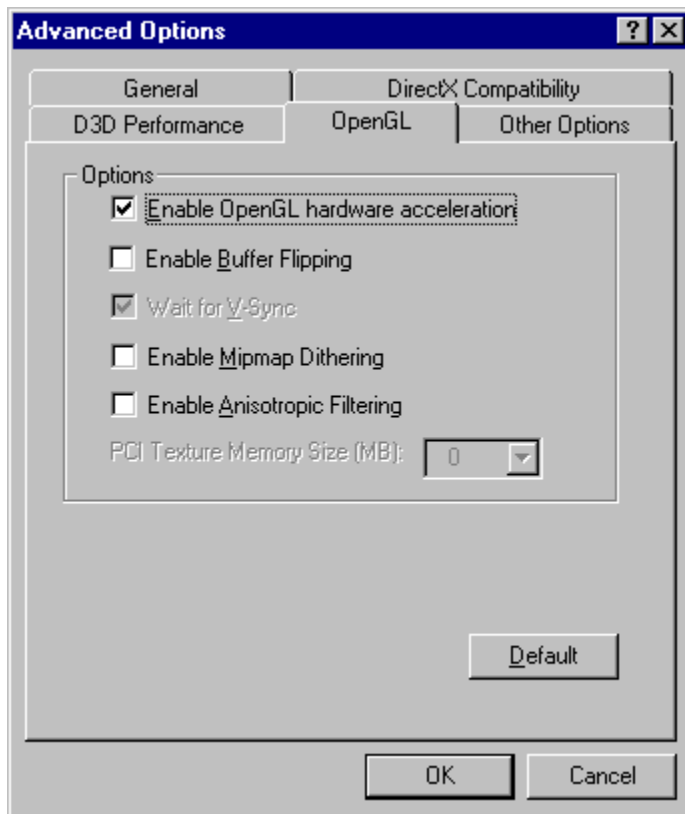 Advanced Options
General DirectX Compatibility
D3D Performance OpenGL Other Options
Options
Enable OpenGL hardware acceleration
Enable Buffer Flipping
Wait for V-Sync
Enable Mipmap Dithering
Enable Anisotropic Filtering
PCI Texture Memory Size (MB): 0
Default
OK Cancel